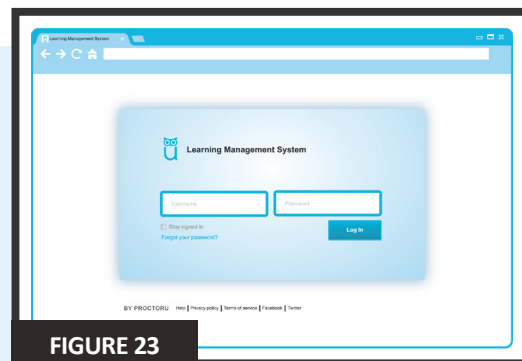 Learning Management System
Learning Management System
Username
Password
Stay signed in
Log In
Forgot your password?
BY PROCTORU Help | Privacy policy | Terms of service | Facebook | Twitter
FIGURE 23